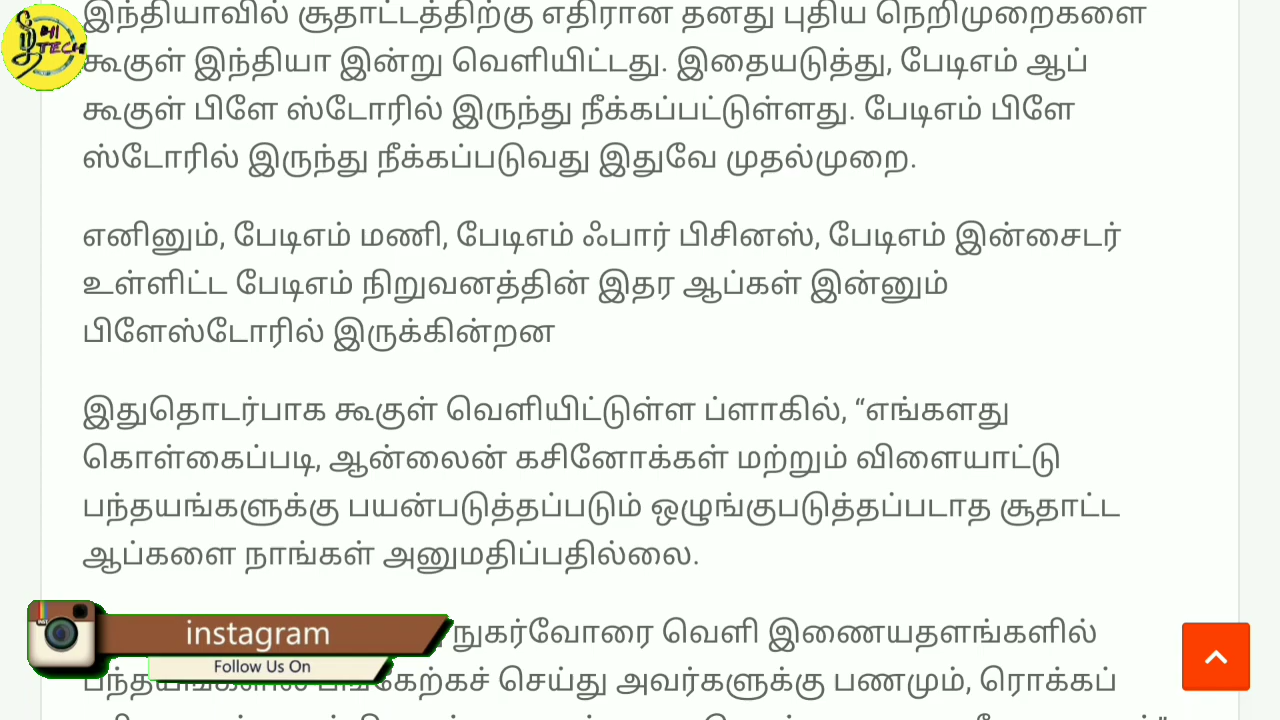 இந்தியாவில் சூதாட்டத்திற்கு எதிரான தனது புதிய நெறிமுறைகளை
கூகுள் இந்தியா இன்று வெளியிட்டது. இதையடுத்து, பேடிஎம் ஆப்
கூகுள் பிளே ஸ்டோரில் இருந்து நீக்கப்பட்டுள்ளது. பேடிஎம் பிளே
ஸ்டோரில் இருந்து நீக்கப்படுவது இதுவே முதல்முறை.
எனினும், பேடிஎம் மணி, பேடிஎம் ஃபார் பிசினஸ், பேடிஎம் இன்சைடர்
உள்ளிட்ட பேடிஎம் நிறுவனத்தின் இதர ஆப்கள் இன்னும்
பிளேஸ்டோரில் இருக்கின்றன
இதுதொடர்பாக கூகுள் வெளியிட்டுள்ள ப்ளாகில், “எங்களது
கொள்கைப்படி, ஆன்லைன் கசினோக்கள் மற்றும் விளையாட்டு
பந்தயங்களுக்கு பயன்படுத்தப்படும் ஒழுங்குபடுத்தப்படாத சூதாட்ட
ஆப்களை நாங்கள் அனுமதிப்பதில்லை.
நுகர்வோரை வெளி இணையதளங்களில்
செய்து அவர்களுக்கு பணமும், ரொக்கப்
instagram
Follow Us On
TECH